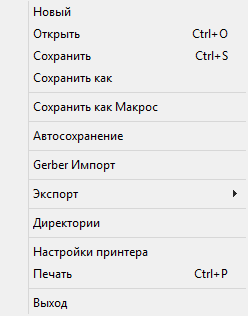 Новый
Открыть Ctrl+O
Сохранить Ctrl+S
Сохранить как
Сохранить как Макрос
Автосохранение
Gerber Импорт
Экспорт
Директории
Настройки принтера
Печать Ctrl+P
Выход